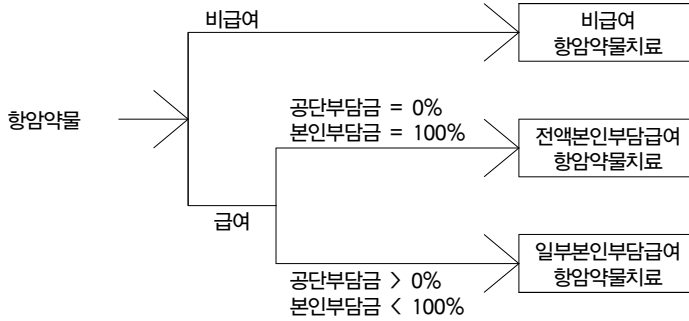 비급여
비급여
항암약물치료
항암약물
공단부담금 = 0%
본인부담금 = 100%
전액본인부담급여
항암약물치료
급여
공단부담금 > 0%
본인부담금 < 100%
일부본인부담급여
항암약물치료